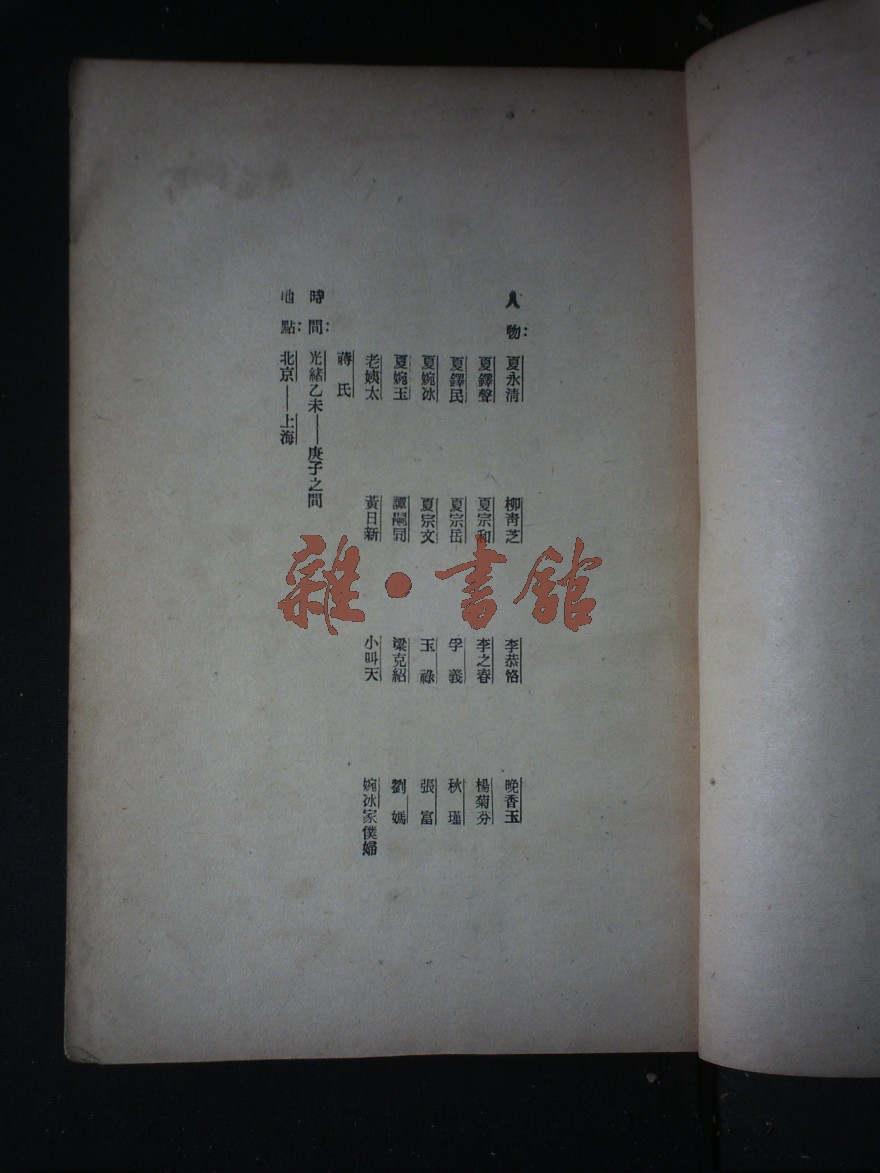 人物：夏永清　柳青芝　李恭恪　晚香玉
夏鐸聲　夏宗和　李之春　楊菊芬
夏鐸民　夏宗岳　孚義　秋瑾
夏婉冰　夏宗文　玉祿　張富
夏婉玉　譚嗣同　梁克紹　劉媽
老姨太　黃日新　小叫天　婉冰家僕婦
蔣氏
時間：光緒乙未——庚子之間
地點：北京——上海
雜·書館